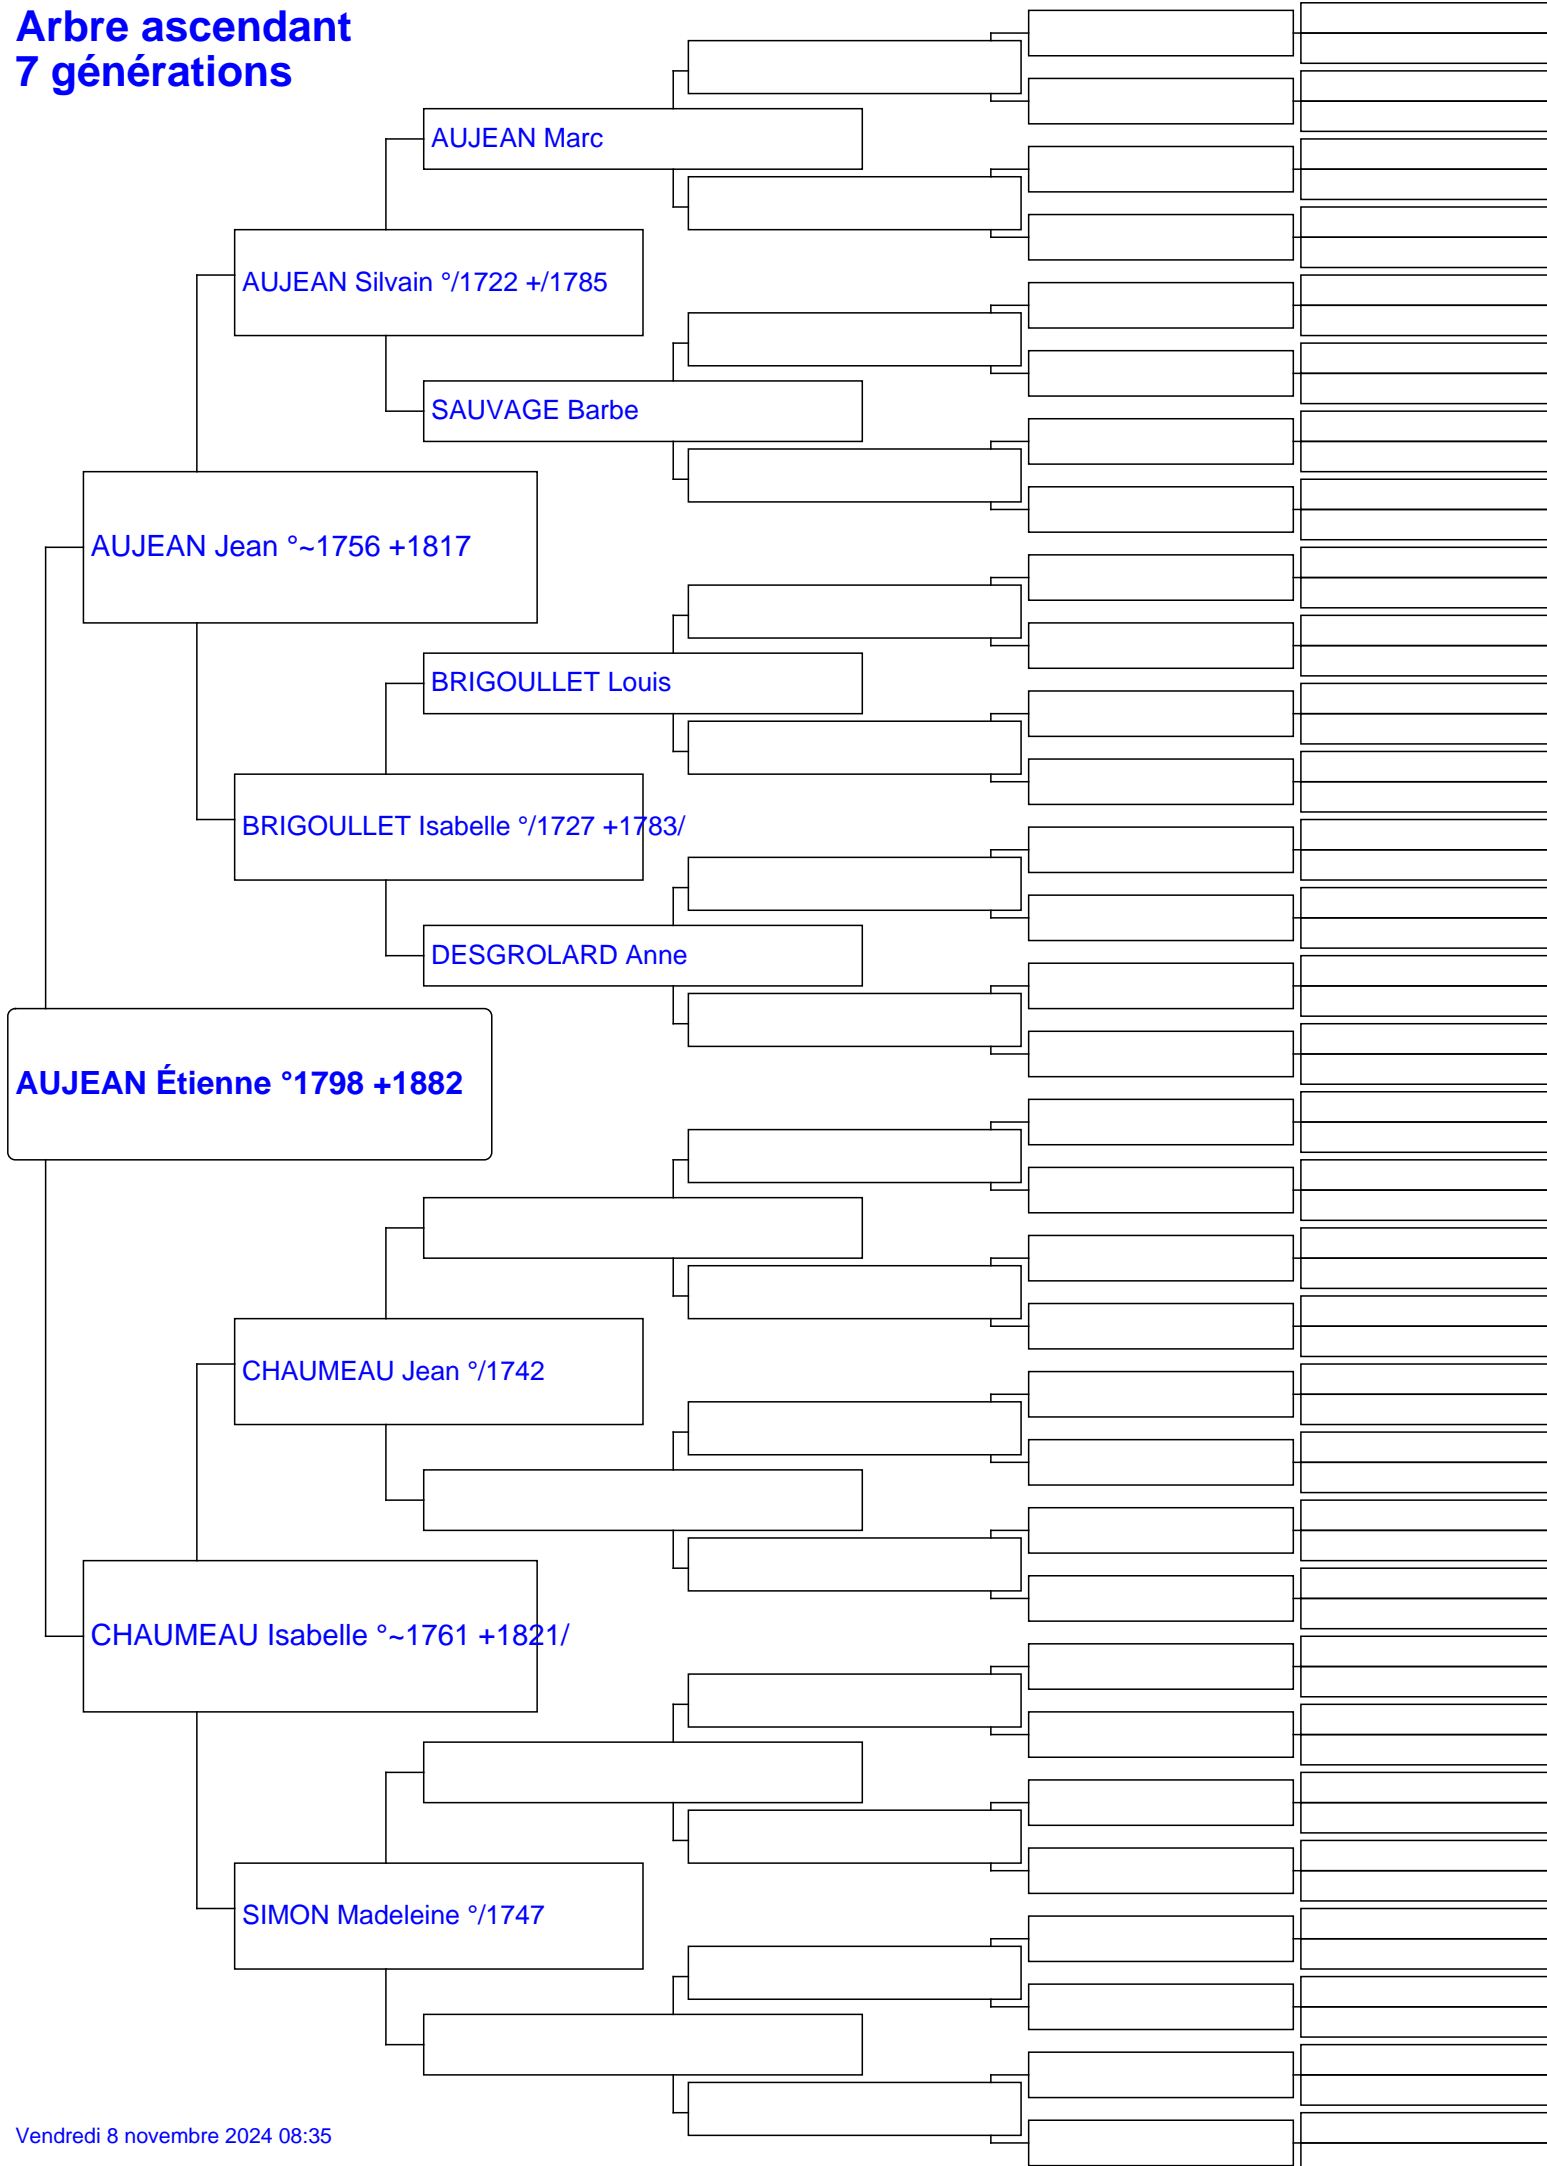 Arbre ascendant
7 générations
AUJEAN Marc
AUJEAN Silvain °/1722 +/1785
SAUVAGE Barbe
AUJEAN Jean °~1756 +1817
BRIGOULLET Louis
BRIGOULLET Isabelle °/1727 +1783/
DESGROLARD Anne
AUJEAN Étienne °1798 +1882
CHAUMEAU Jean °/1742
CHAUMEAU Isabelle °~1761 +1821/
SIMON Madeleine °/1747
Vendredi 8 novembre 2024 08:35